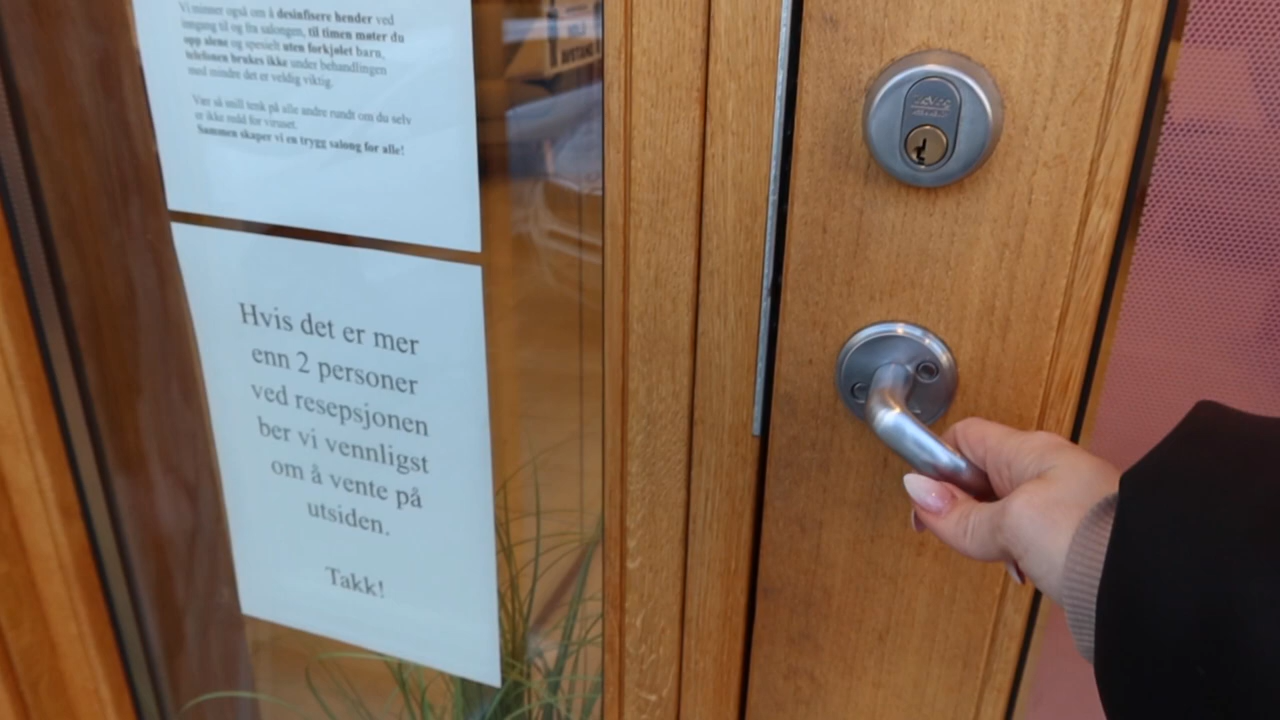 Vi minner også om å desinfisere hender ved
inngang til og fra salongen, til timen møter du
opp alene og spesielt uten forkjølet barn,
telefonen brukes ikke under behandlingen
med mindre det er veldig viktig.
Vær så snill tenk på alle andre rundt om du selv
er ikke redd for viruset.
Sammen skaper vi en trygg salong for alle!
Hvis det er mer
enn 2 personer
ved resepsjonen
ber vi vennligst
om å vente på
utsiden.
Takk!